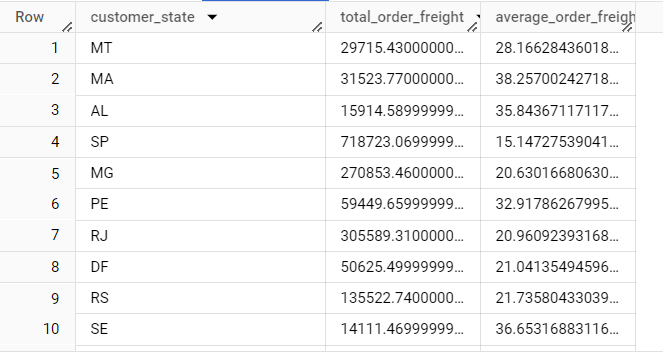 Row customer_state total_order_freight average_order_freigh
1 MT 29715.43000000... 28.16628436018...
2 MA 31523.77000000... 38.25700242718...
3 AL 15914.58999999... 35.84367117117...
4 SP 718723.0699999... 15.14727539041...
5 MG 270853.4600000... 20.63016680630...
6 PE 59449.65999999... 32.91786267995...
7 RJ 305589.3100000... 20.96092393168...
8 DF 50625.49999999... 21.04135494596...
9 RS 135522.7400000... 21.73580433039...
10 SE 14111.46999999... 36.65316883116...